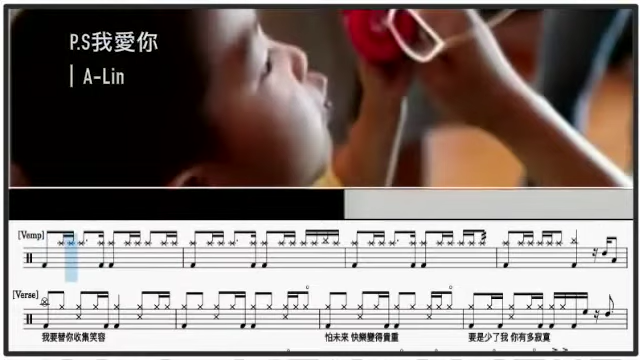 P.S我愛你
A-Lin
[Vemp]
[Verse]
我要替你收集笑容 怕未來 快樂變得貴重 要是少了我 你有多寂寞